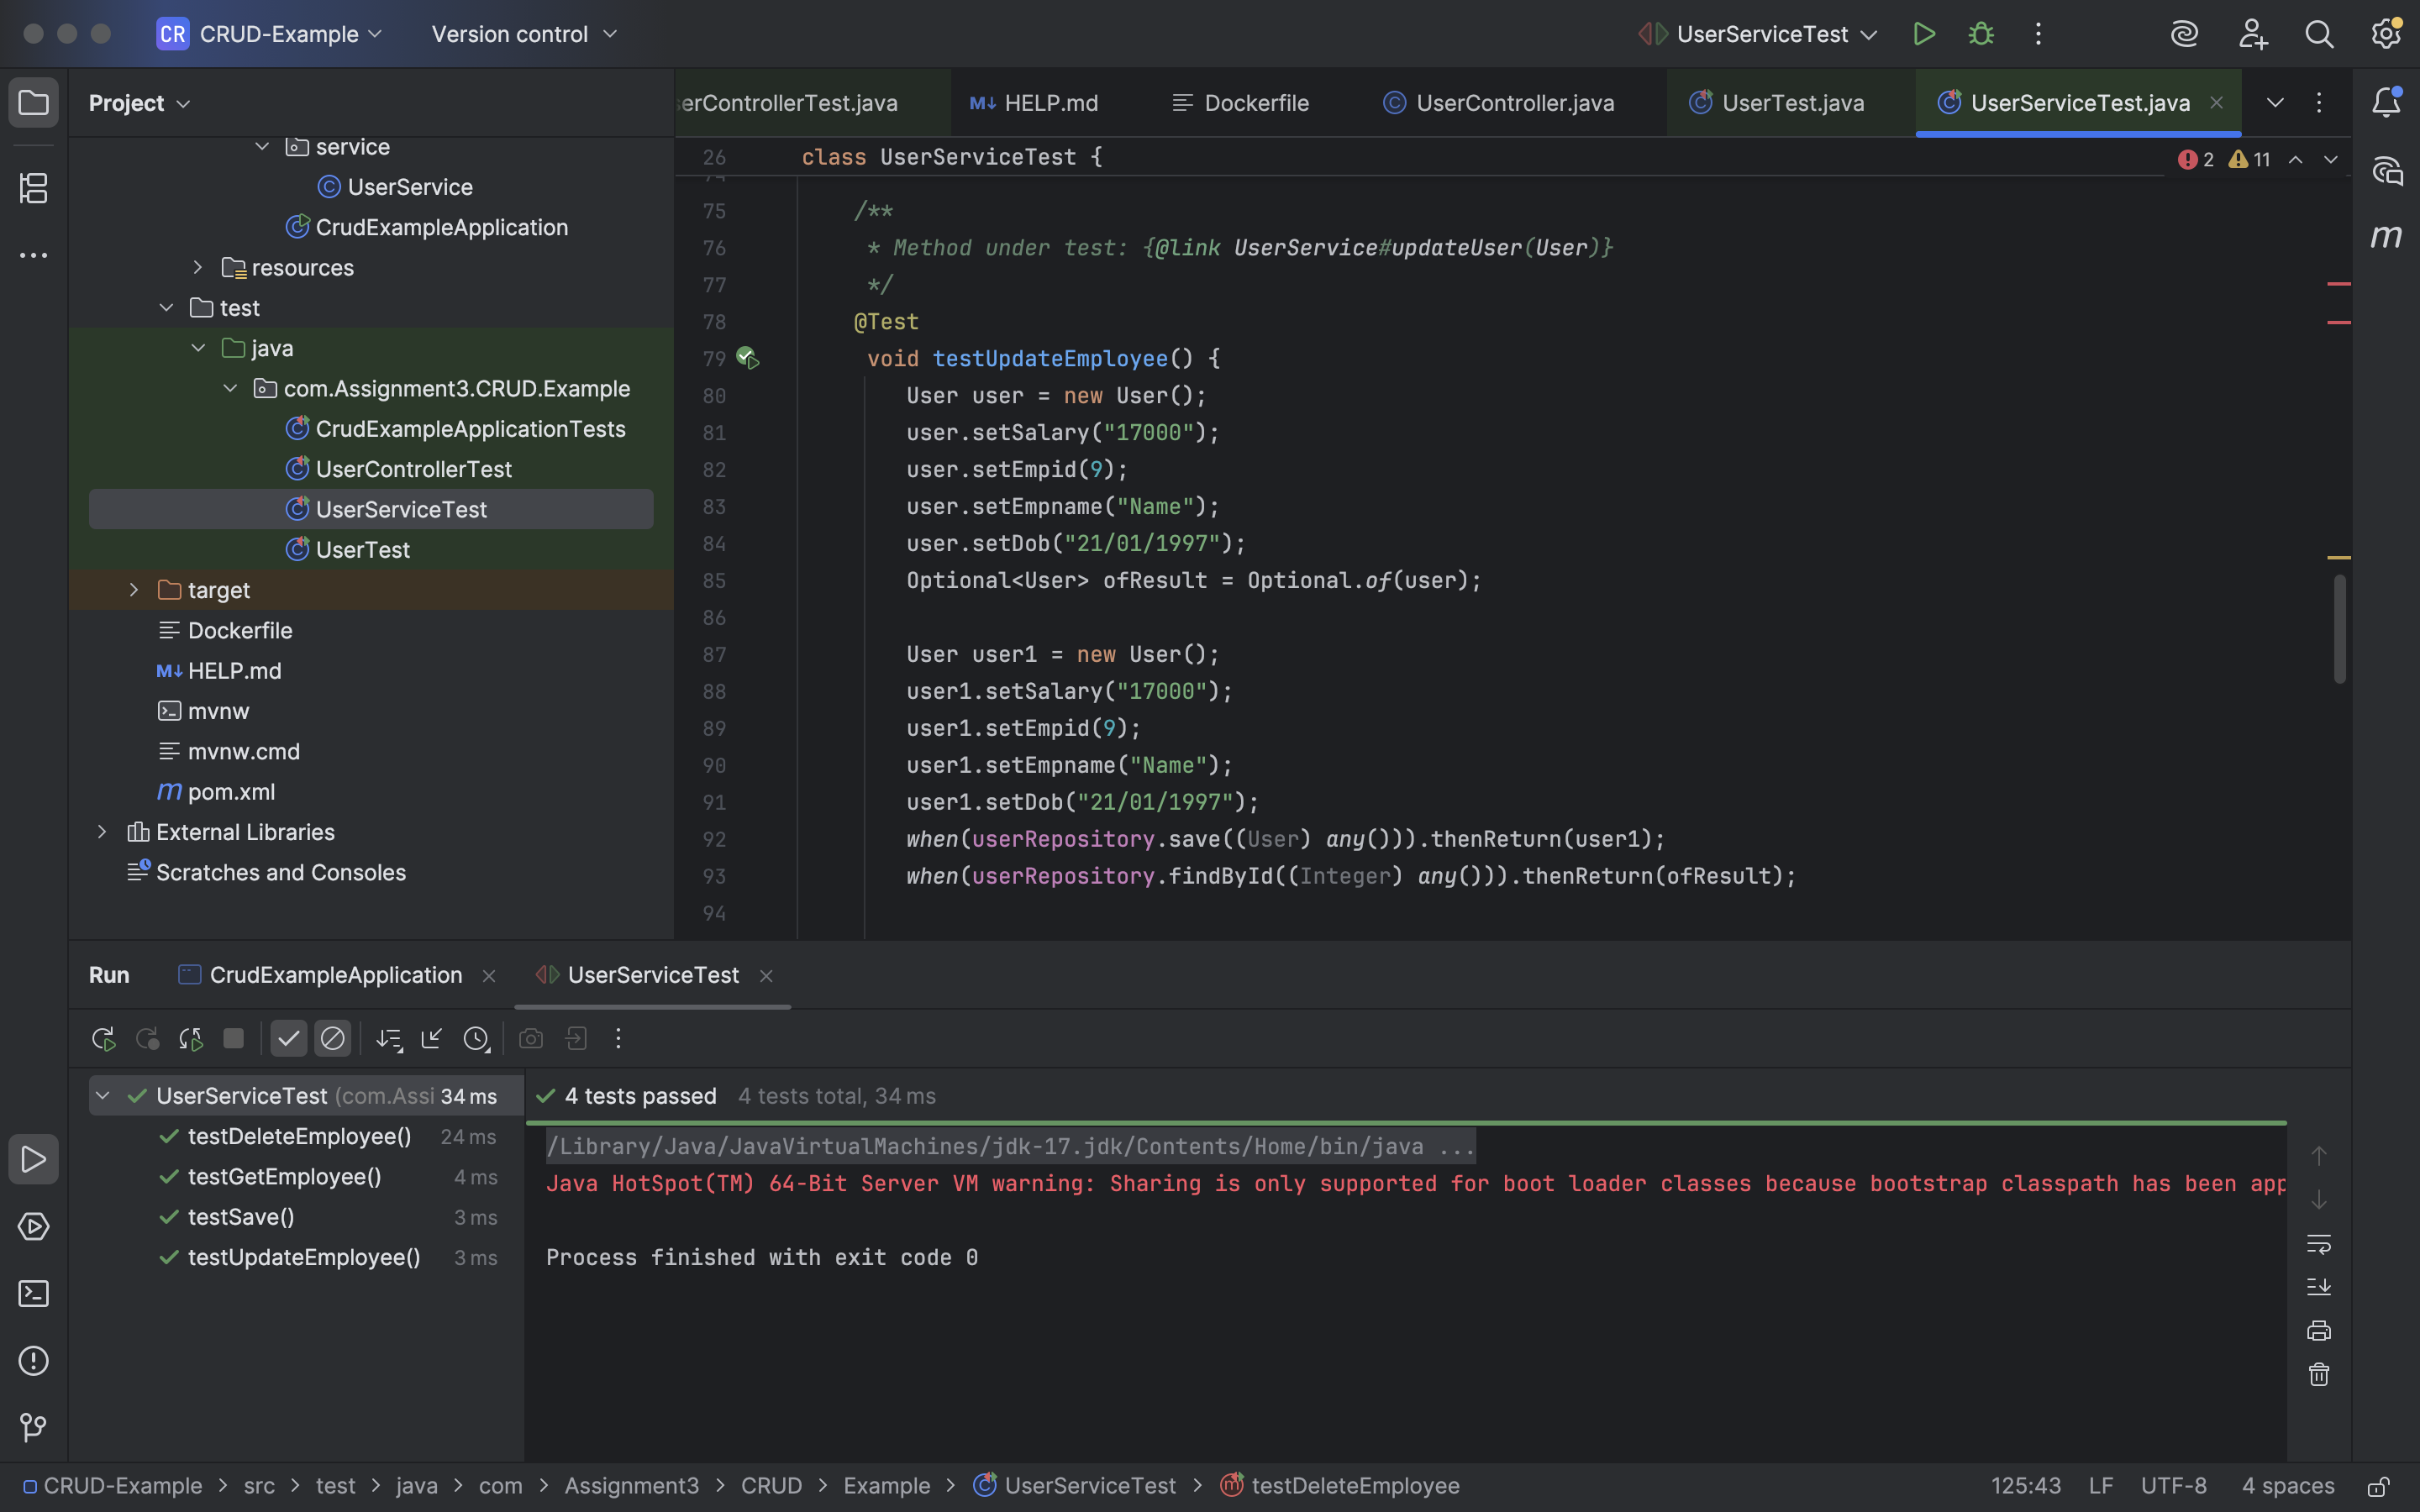 CR CRUD-Example Version control UserServiceTest
Project
erControllerTest.java HELP.md Dockerfile UserController.java UserTest.java UserServiceTest.java
service
UserService
CrudExampleApplication
resources
test
java
com.Assignment3.CRUD.Example
CrudExampleApplicationTests
UserControllerTest
UserServiceTest
UserTest
target
Dockerfile
M↓ HELP.md
mvnw
mvnw.cmd
m pom.xml
External Libraries
Scratches and Consoles
26 class UserServiceTest {
2 11
75 /**
76 * Method under test: {@link UserService#updateUser(User)}
77 */
78 @Test
79 void testUpdateEmployee() {
80 User user = new User();
81 user.setSalary("17000");
82 user.setEmpid(9);
83 user.setEmpname("Name");
84 user.setDob("21/01/1997");
85 Optional<User> ofResult = Optional.of(user);
86
87 User user1 = new User();
88 user1.setSalary("17000");
89 user1.setEmpid(9);
90 user1.setEmpname("Name");
91 user1.setDob("21/01/1997");
92 when(userRepository.save((User) any())).thenReturn(user1);
93 when(userRepository.findById((Integer) any())).thenReturn(ofResult);
94
Run CrudExampleApplication UserServiceTest
UserServiceTest (com.Assi 34 ms
testDeleteEmployee() 24 ms
testGetEmployee() 4 ms
testSave() 3 ms
testUpdateEmployee() 3 ms
4 tests passed 4 tests total, 34 ms
/Library/Java/JavaVirtualMachines/jdk-17.jdk/Contents/Home/bin/java ...
Java HotSpot(TM) 64-Bit Server VM warning: Sharing is only supported for boot loader classes because bootstrap classpath has been app
Process finished with exit code 0
CRUD-Example > src > test > java > com > Assignment3 > CRUD > Example > UserServiceTest > testDeleteEmployee
125:43 LF UTF-8 4 spaces